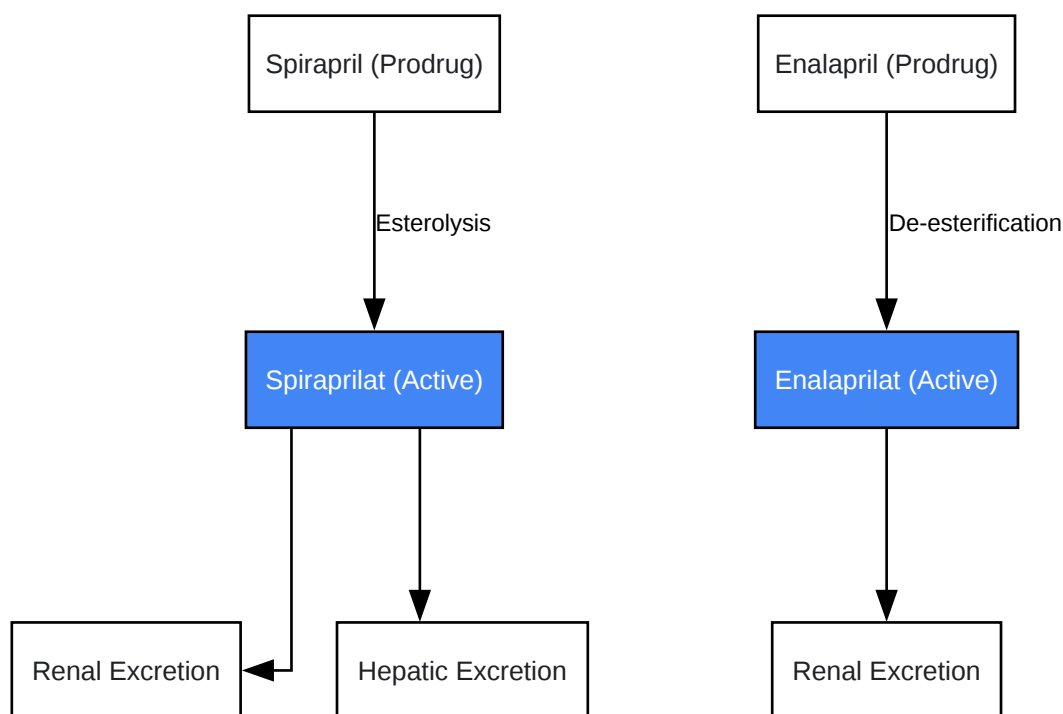 Spirapril (Prodrug)
Enalapril (Prodrug)
Esterolysis
De-esterification
Spiraprilat (Active)
Enalaprilat (Active)
Renal Excretion
Hepatic Excretion
Renal Excretion